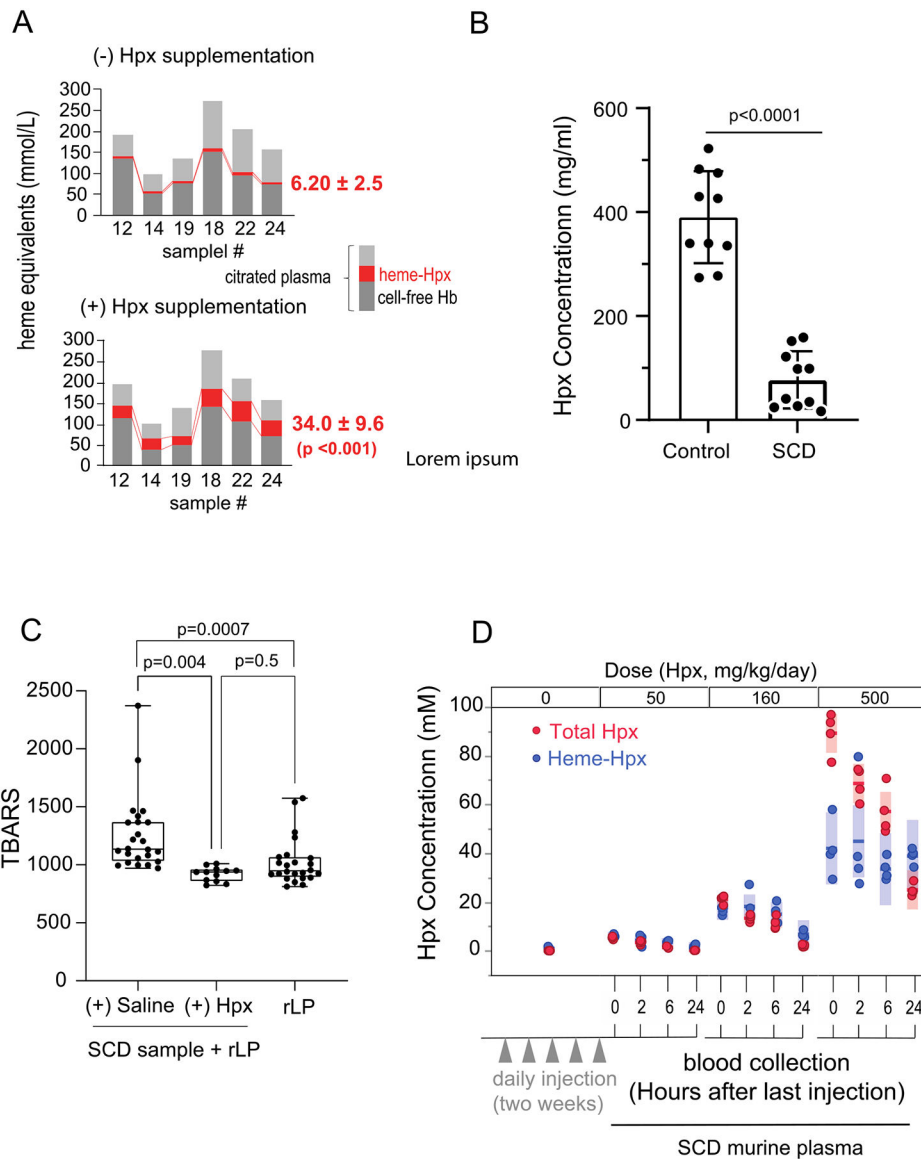 A
(-) Hpx supplementation
heme equivalents (mmol/L)
300
250
200
150
100
50
0
6.20 ± 2.5
12 14 19 18 22 24
samplel #
citrated plasma
heme-Hpx
cell-free Hb
(+) Hpx supplementation
300
250
200
150
100
50
0
34.0 ± 9.6
(p <0.001)
12 14 19 18 22 24
sample #
Lorem ipsum
B
p<0.0001
Hpx Concentrationn (mg/ml)
600
400
200
0
Control SCD
C
p=0.0007
p=0.004 p=0.5
TBARS
2500
2000
1500
1000
500
0
(+) Saline (+) Hpx rLP
SCD sample + rLP
D
Dose (Hpx, mg/kg/day)
0 50 160 500
Hpx Concentrationn (mM)
100
80
60
40
20
0
Total Hpx
Heme-Hpx
0 2 6 24 0 2 6 24 0 2 6 24
daily injection
(two weeks)
blood collection
(Hours after last injection)
SCD murine plasma